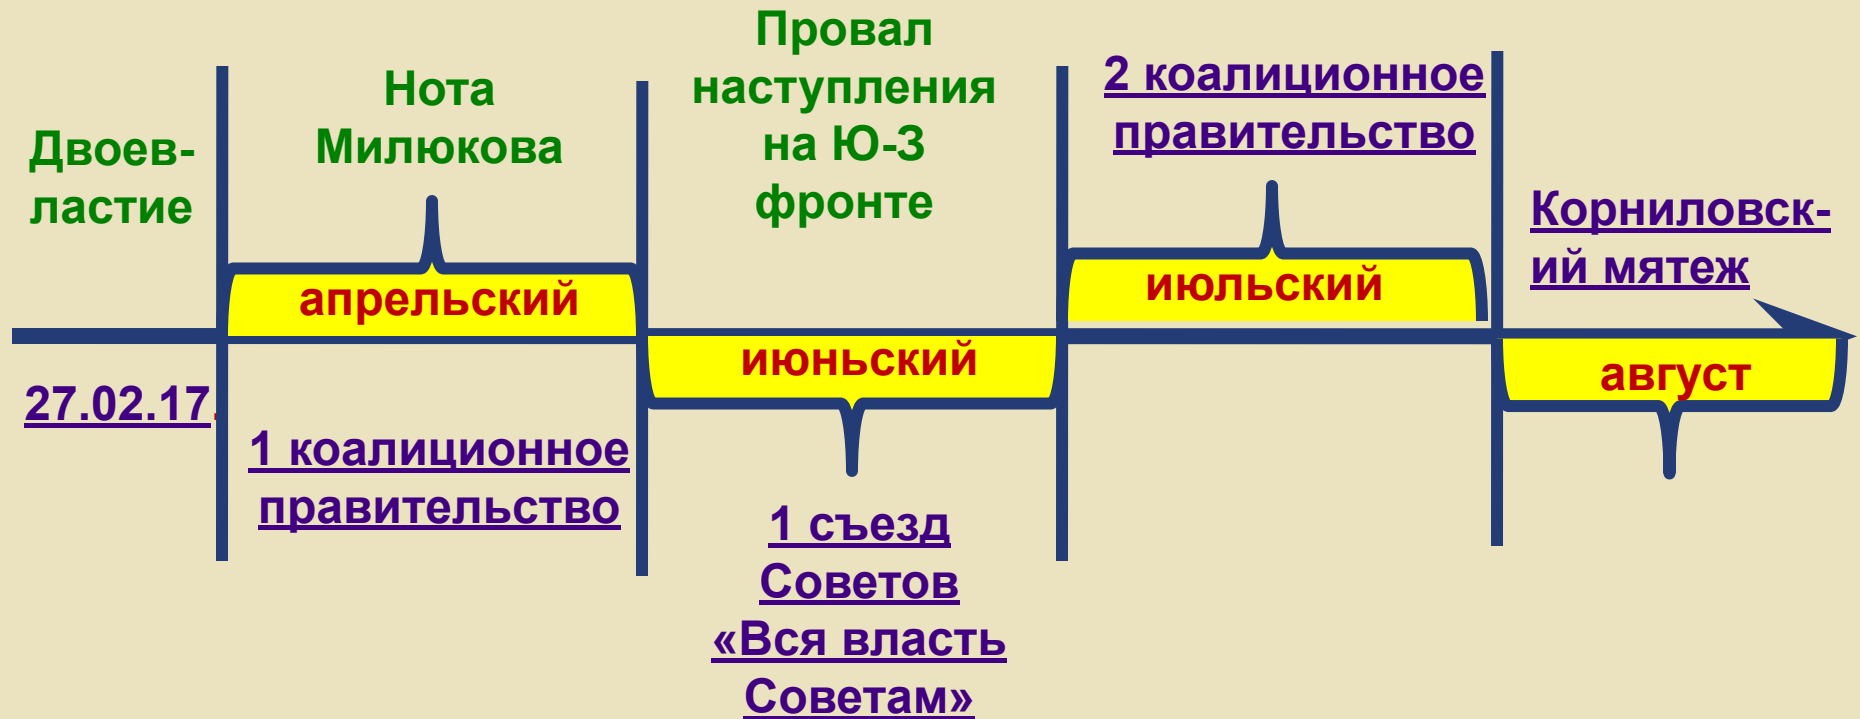 Двоев-
ластие
27.02.17.
Нота
Милюкова
апрельский
1 коалиционное
правительство
Провал
наступления
на Ю-З
фронте
июньский
1 съезд
Советов
«Вся власть
Советам»
2 коалиционное
правительство
июльский
Корниловск-
ий мятеж
август